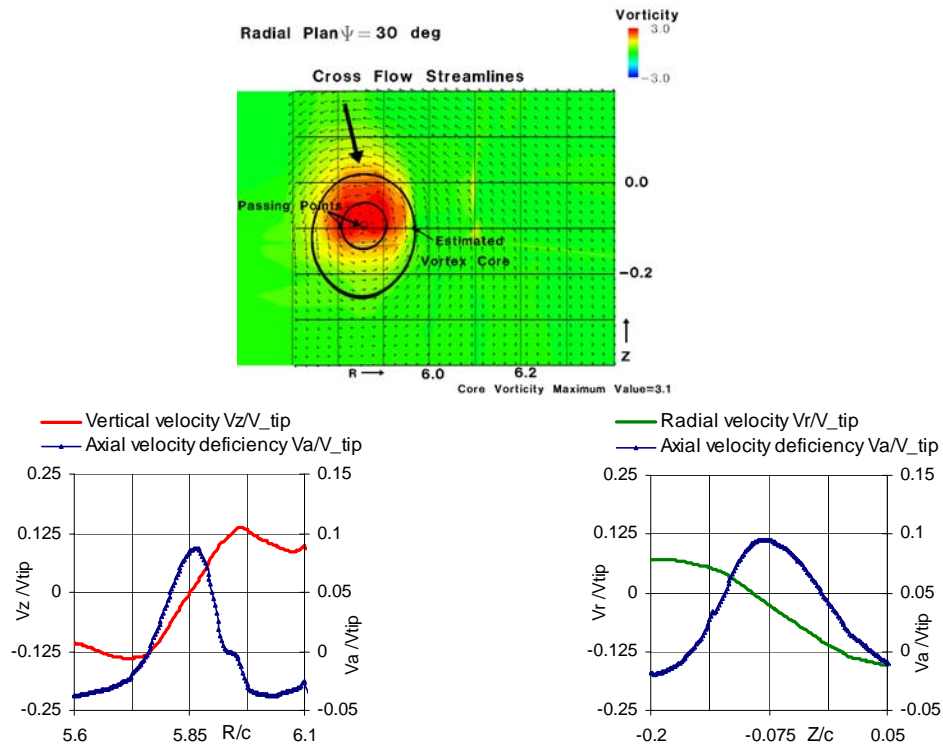 Vorticity
3.0
-3.0
Radial Plan Ψ = 30 deg
Cross Flow Streamlines
0.0
Passing Points
Estimated
Vortex Core
-0.2
Z
R → 6.0 6.2
Core Vorticity Maximum Value=3.1
Vertical velocity Vz/V_tip
Axial velocity deficiency Va/V_tip
0.25
0.125
0
-0.125
-0.25
Vz /Vtip
0.15
0.1
0.05
0
-0.05
Va /Vtip
5.6 5.85 R/c 6.1
Radial velocity Vr/V_tip
Axial velocity deficiency Va/V_tip
0.25
0.125
0
-0.125
-0.25
Vr /Vtip
0.15
0.1
0.05
0
-0.05
Va /Vtip
-0.2 -0.075 Z/c 0.05